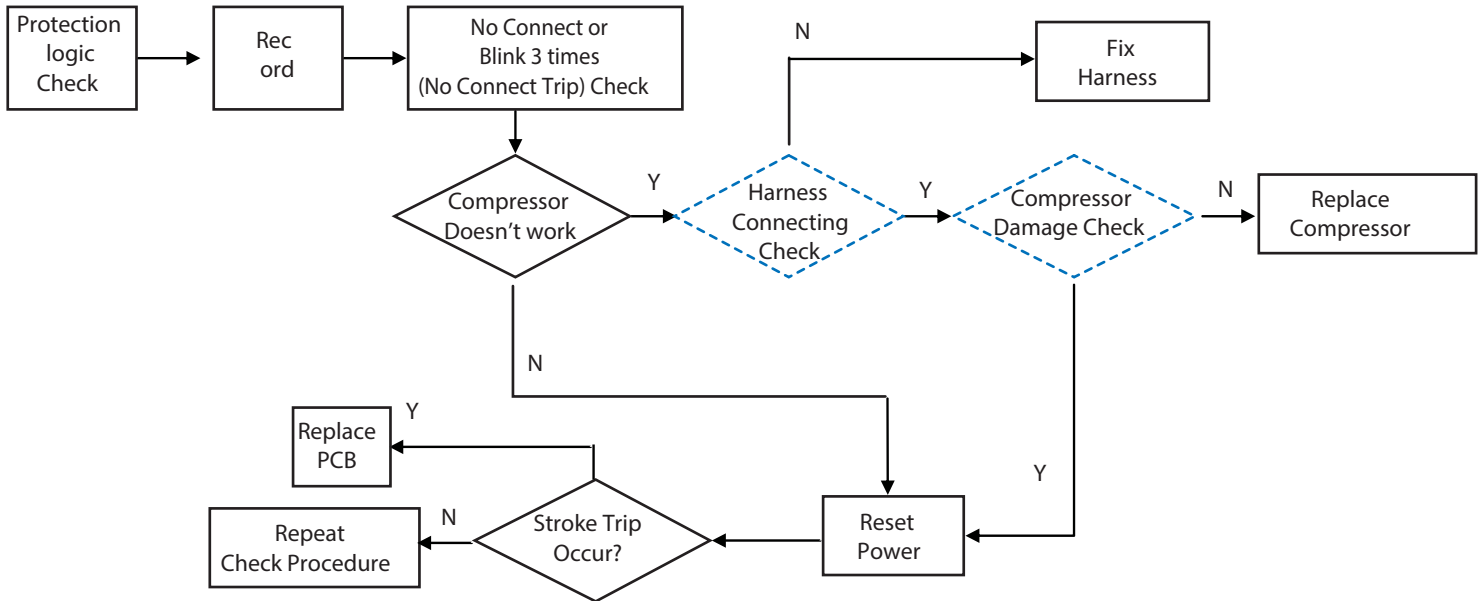 Protection
logic
Check
Rec
ord
No Connect or
Blink 3 times
(No Connect Trip) Check
N
Fix
Harness
Compressor
Doesn't work
Y
Harness
Connecting
Check
Y
Compressor
Damage Check
N
Replace
Compressor
N
Y
Replace
PCB
Y
Reset
Power
Stroke Trip
Occur?
N
Repeat
Check Procedure